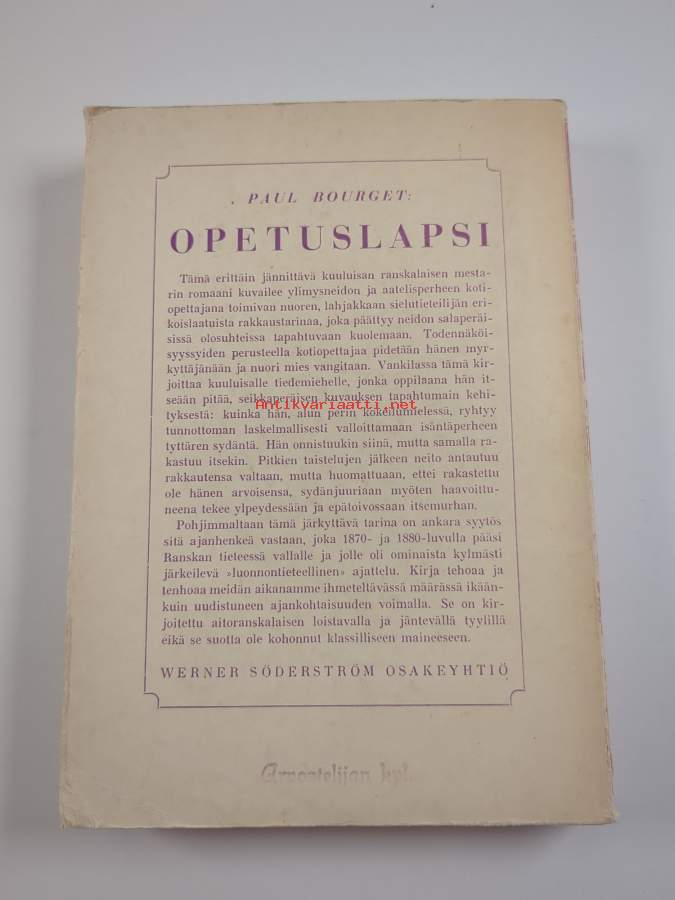 PAUL BOURGET:
OPETUSLAPSI
Tämä erittäin jännittävä kuuluisan ranskalaisen mesta-
rin romaani kuvailee ylimysneidon ja aatelisperheen koti-
opettajana toimivan nuoren, lahjakkaan sielutieteilijän eri-
koislaatuista rakkaustarinaa, joka päättyy neidon salaperäi-
sissä olosuhteissa tapahtuvaan kuolemaan. Todennäköi-
syyssyiden perusteella kotiopettajaa pidetään hänen myr-
kyttäjänään ja nuori mies vangitaan. Vankilassa tämä kir-
joittaa kuuluisalle tiedemiehelle, jonka oppilaana hän it-
seään pitää, seikkaperäisen kuvauksen tapahtumain kehi-
Antikvariaatti.net
tyksestä: kuinka hän, alun perin kokeilumielessä, ryhtyy
tunnottoman laskelmallisesti valloittamaan isäntäperheen
tyttären sydäntä. Hän onnistuukin siinä, mutta samalla ra-
kastuu itsekin. Pitkien taistelujen jälkeen neito antautuu
rakkautensa valtaan, mutta huomattuaan, ettei rakastettu
ole hänen arvoisensa, sydänjuuriaan myöten haavoittu-
neena tekee ylpeydessään ja epätoivossaan itsemurhan.
Pohjimmaltaan tämä järkyttävä tarina on ankara syytös
sitä ajanhenkeä vastaan, joka 1870- ja 1880-luvulla pääsi
Ranskan tieteessä vallalle ja jolle oli ominaista kylmästi
järkeilevä »luonnontieteellinen» ajattelu. Kirja tehoaa ja
tenhoaa meidän aikanamme ihmeteltävässä määrässä ikään-
kuin uudistuneen ajankohtaisuuden voimalla. Se on kir-
joitettu aitoranskalaisen loistavalla ja jäntevällä tyylillä
eikä se suotta ole kohonnut klassilliseen maineeseen.
WERNER SÖDERSTRÖM OSAKEYHTIÖ
Arvostelijan kpl.